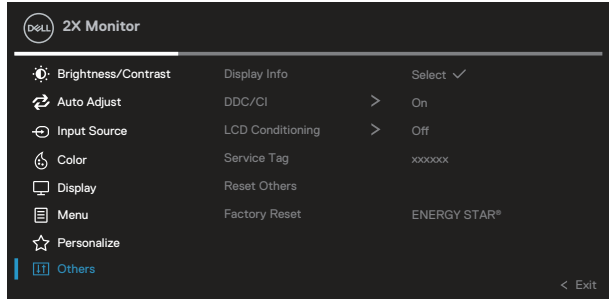 DELL 2X Monitor
Brightness/Contrast Display Info Select ✓
Auto Adjust DDC/CI > On
Input Source LCD Conditioning > Off
Color Service Tag xxxxxx
Display Reset Others
Menu Factory Reset ENERGY STAR®
Personalize
Others
< Exit